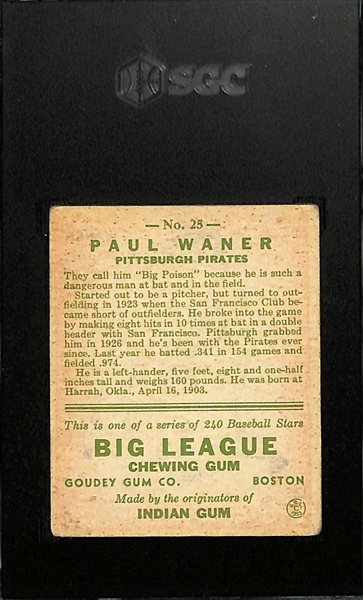 SGC
— No. 25 —
PAUL WANER
PITTSBURGH PIRATES
They call him "Big Poison" because he is such a
dangerous man at bat and in the field.
Started out to be a pitcher, but turned to out-
fielding in 1923 when the San Francisco Club be-
came short of outfielders. He broke into the game
by making eight hits in 10 times at bat in a double
header with San Francisco. Pittsburgh grabbed
him in 1926 and he's been with the Pirates ever
since. Last year he batted .341 in 154 games and
fielded .974.
He is a left-hander, five feet, eight and one-half
inches tall and weighs 160 pounds. He was born at
Harrah, Okla., April 16, 1903.
This is one of a series of 240 Baseball Stars
BIG LEAGUE
CHEWING GUM
GOUDEY GUM CO. BOSTON
Made by the originators of
INDIAN GUM